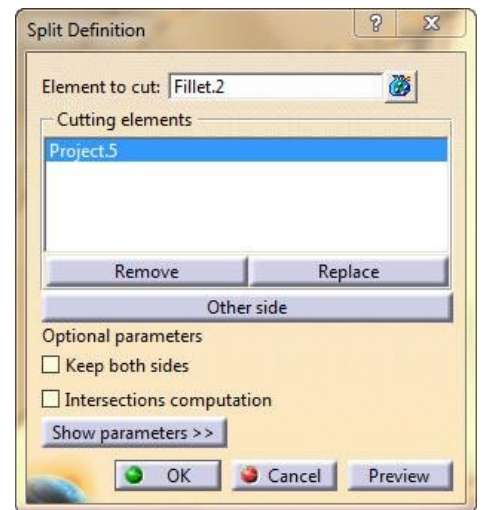 Split Definition
Element to cut: Fillet.2
Cutting elements
Project.5
Remove Replace
Other side
Optional parameters
Keep both sides
Intersections computation
Show parameters >>
OK Cancel Preview